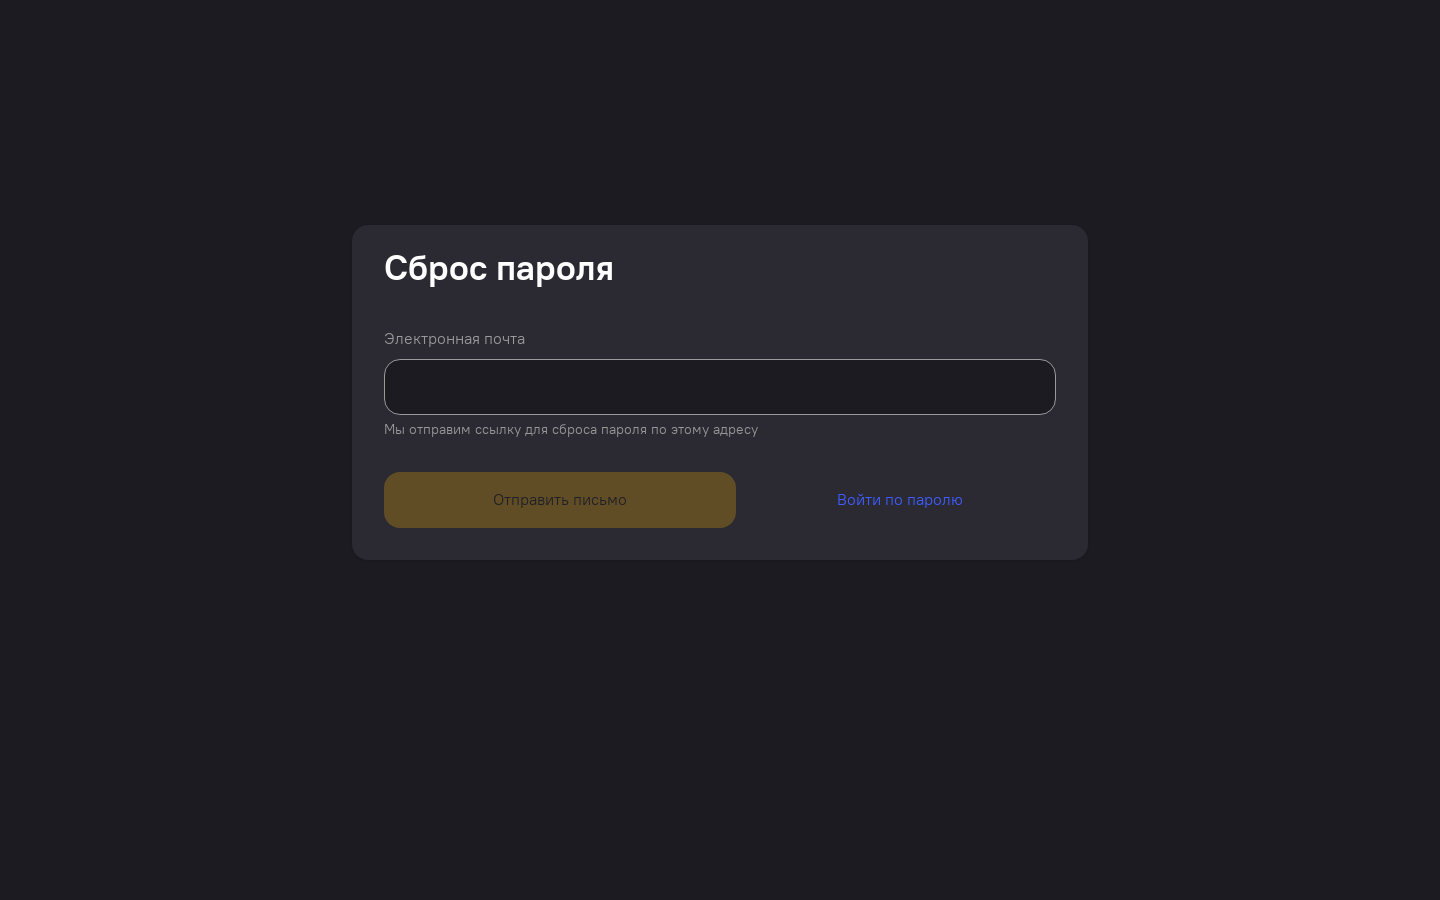 Сброс пароля
Электронная почта
Мы отправим ссылку для сброса пароля по этому адресу
Отправить письмо
Войти по паролю